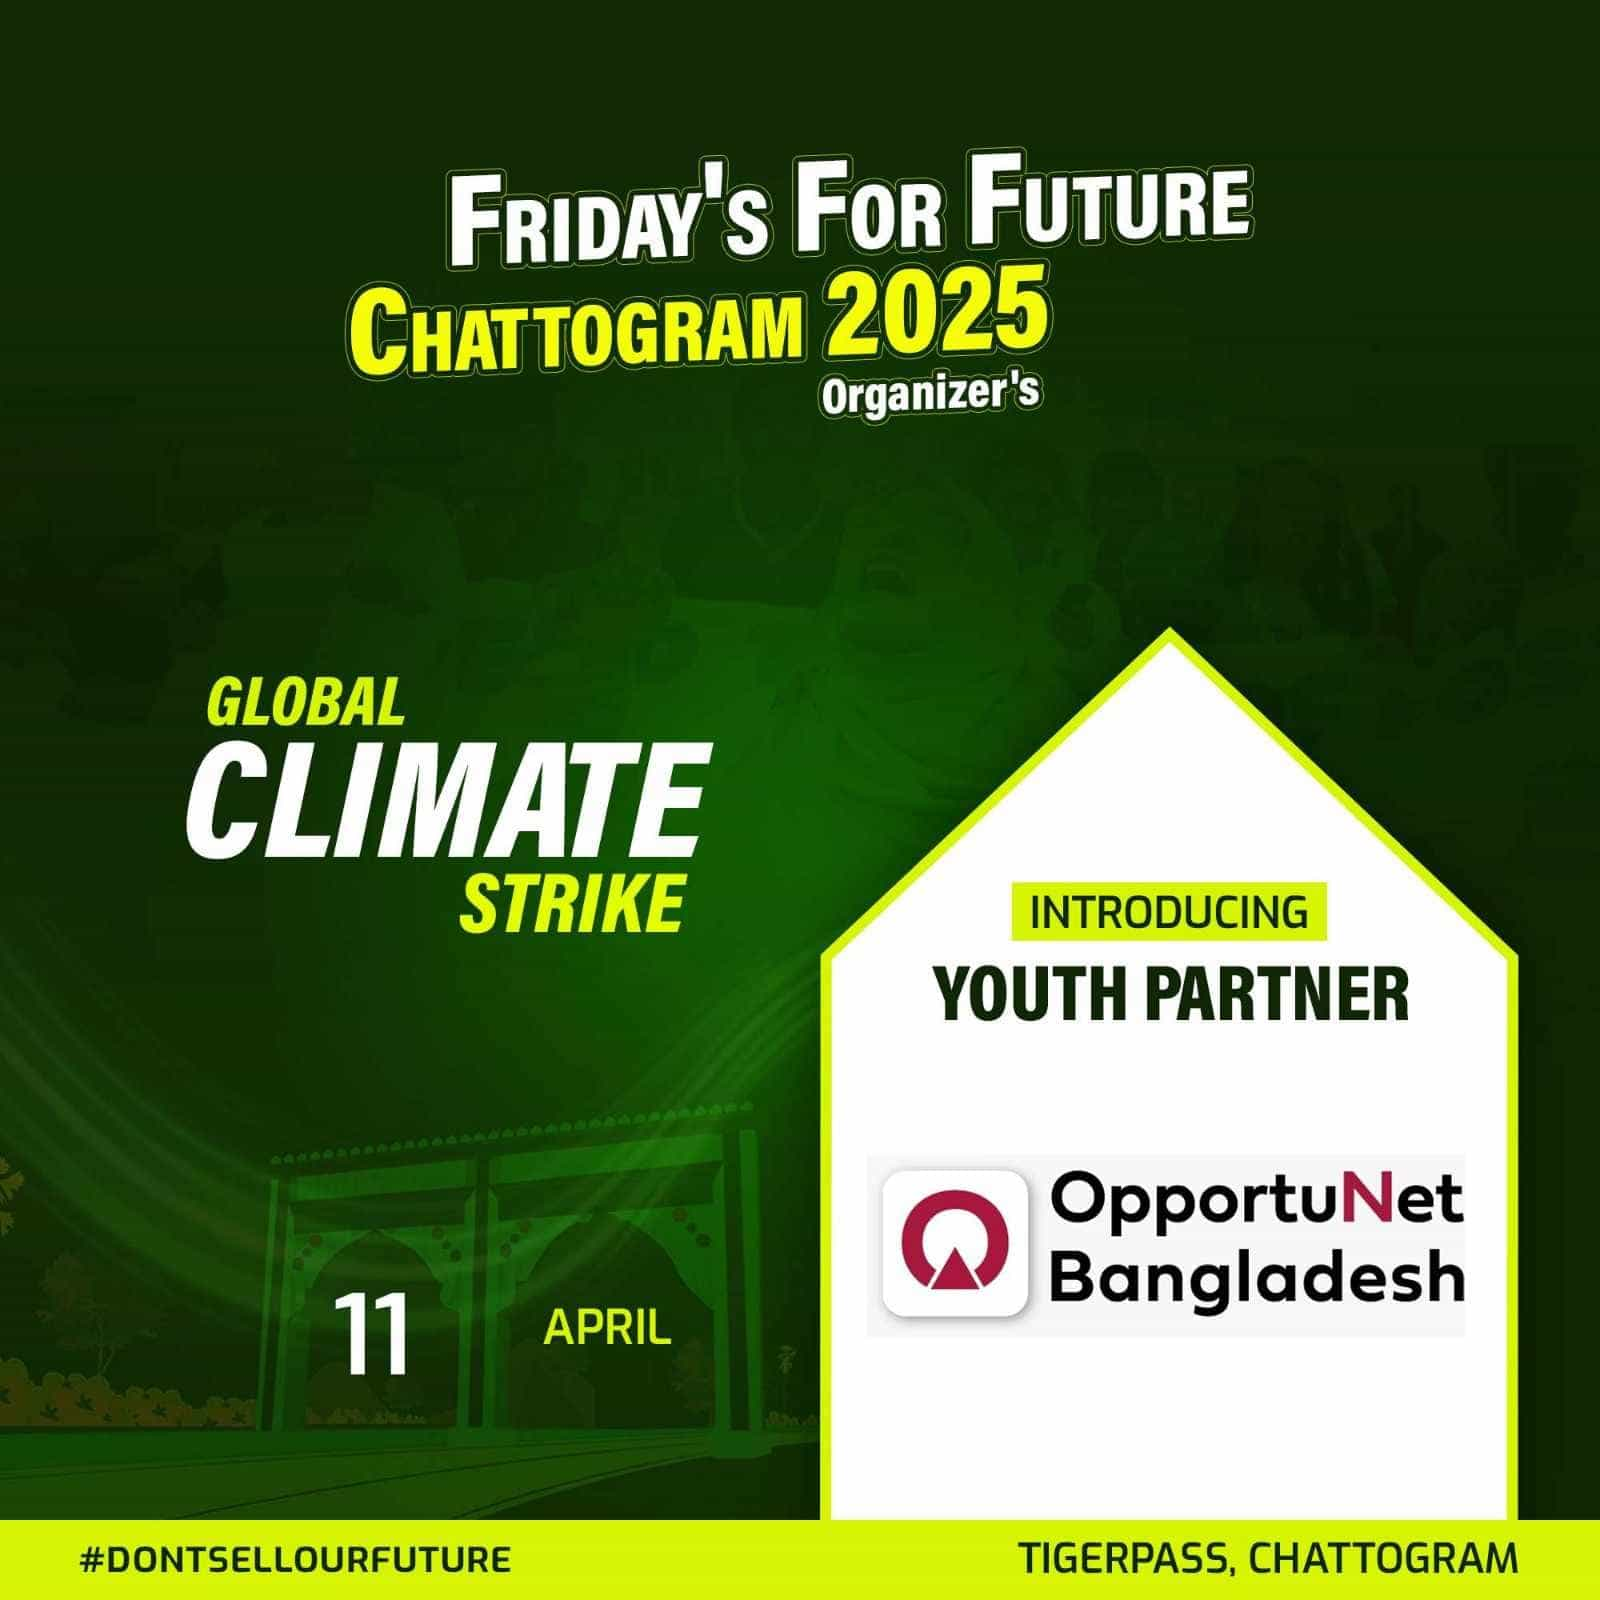 FRIDAY'S FOR FUTURE
CHATTOGRAM 2025
Organizer's
GLOBAL
CLIMATE
STRIKE
INTRODUCING
YOUTH PARTNER
OpportuNet
Bangladesh
11 APRIL
#DONTSELLOURFUTURE
TIGERPASS, CHATTOGRAM